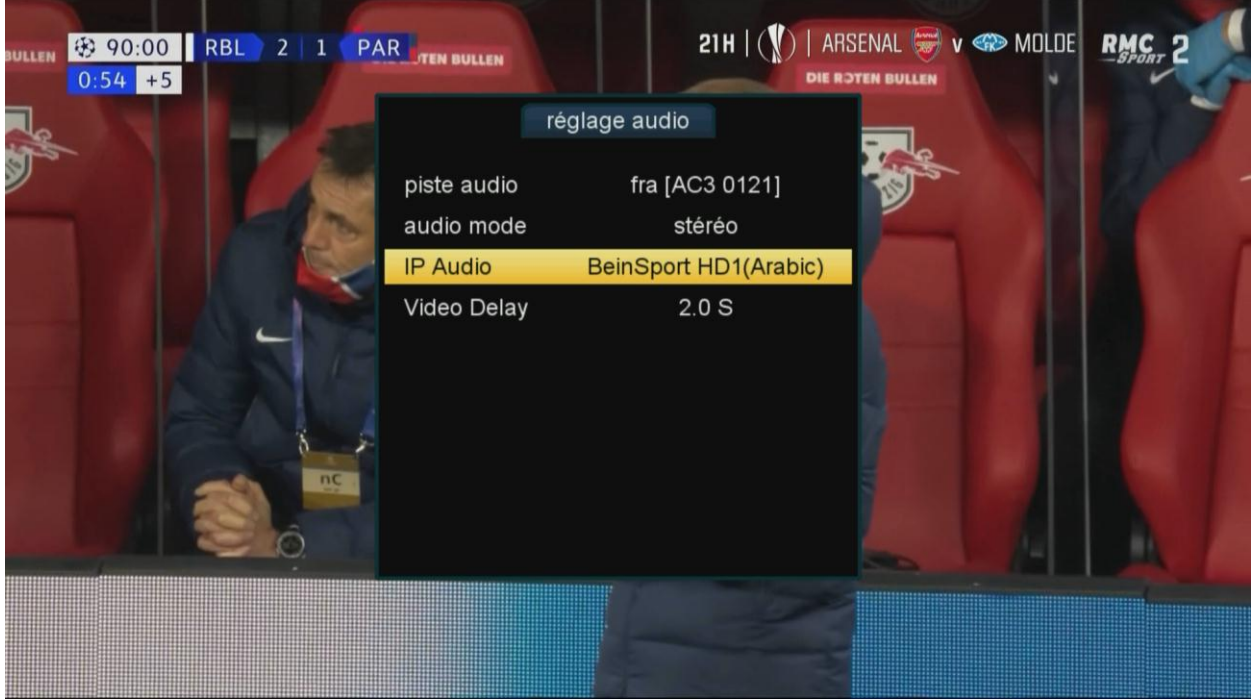 90:00 RBL 2 1 PAR
0:54 +5
21H | ARSENAL v MOLDE
RMC SPORT 2
BULLEN
ROTEN BULLEN
DIE ROTEN BULLEN
réglage audio
piste audio fra [AC3 0121]
audio mode stéréo
IP Audio BeinSport HD1(Arabic)
Video Delay 2.0 S
nC